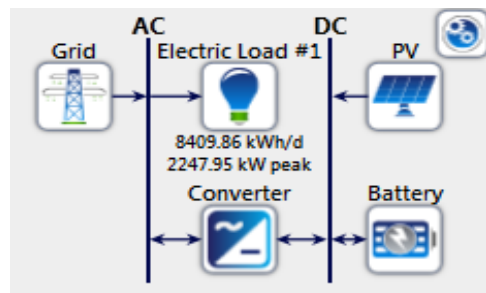 AC
DC
Grid
Electric Load #1
PV
8409.86 kWh/d
2247.95 kW peak
Converter
Battery